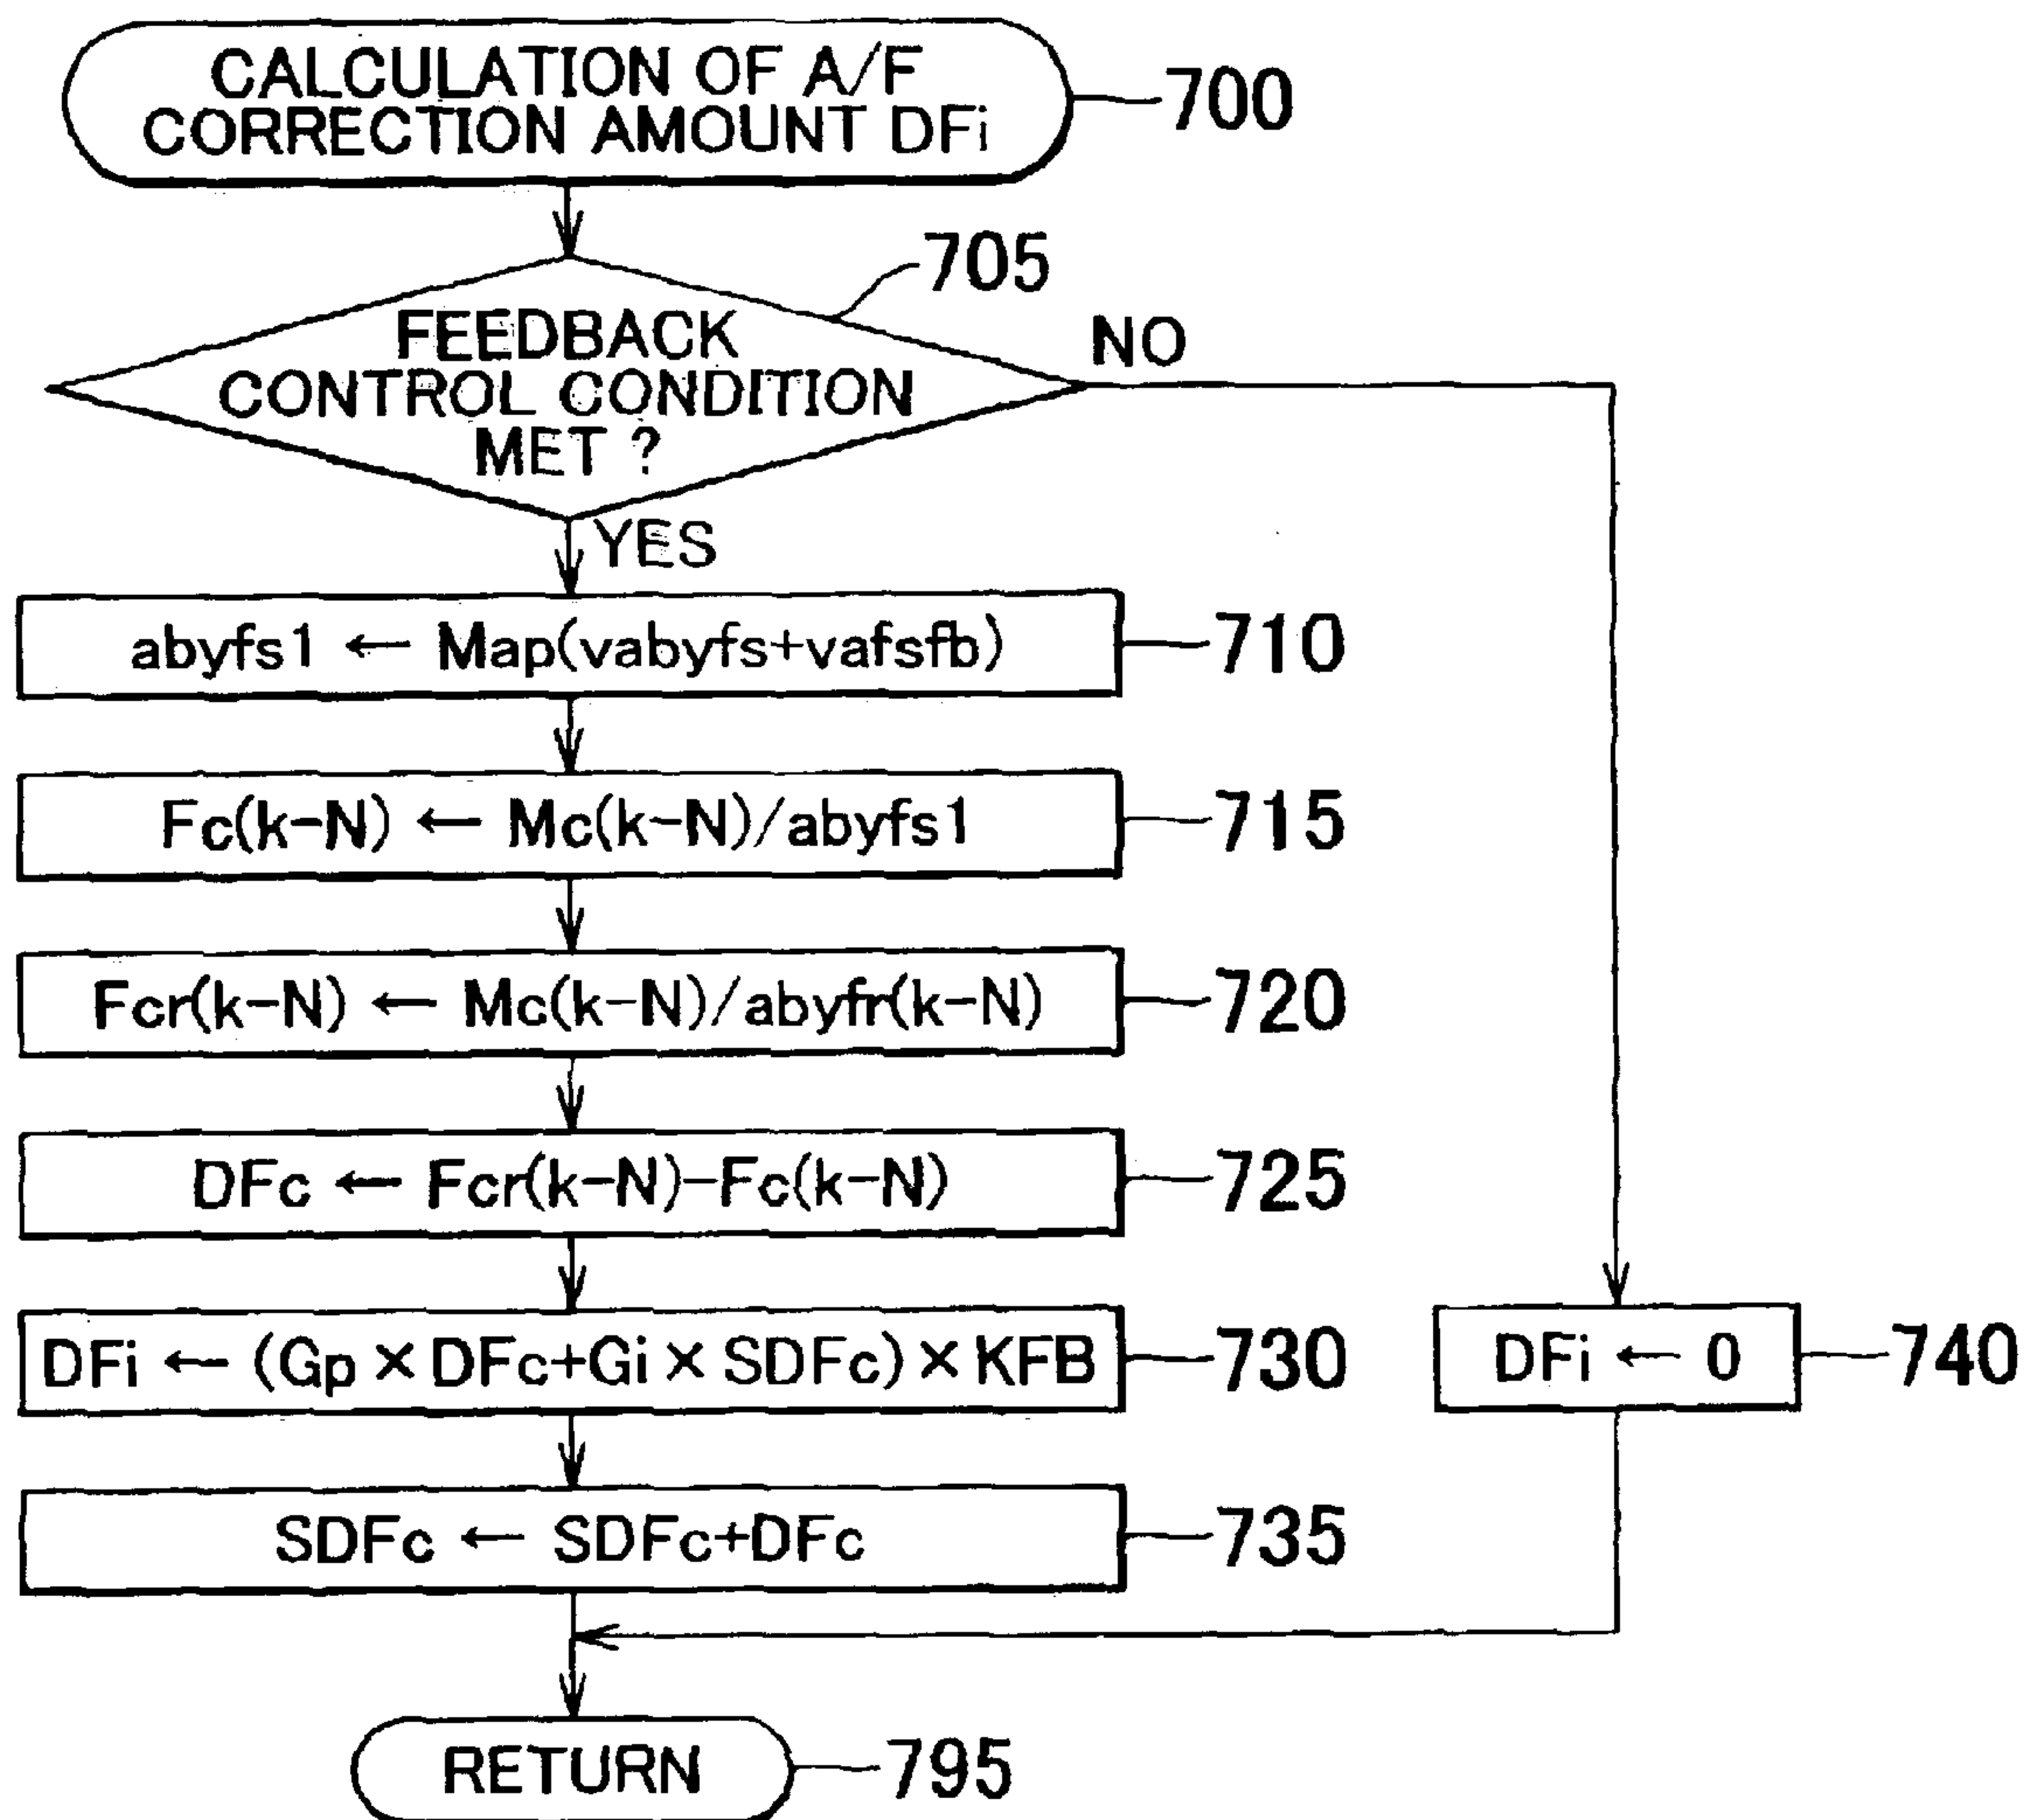 CALCULATION OF A/F
CORRECTION AMOUNT DFi
700
705
FEEDBACK
CONTROL CONDITION
MET ?
NO
YES
abyfs1 ← Map(vabyfs+vafsfb)
710
Fc(k-N) ← Mc(k-N)/abyfs1
715
Fcr(k-N) ← Mc(k-N)/abyfr(k-N)
720
DFc ← Fcr(k-N)-Fc(k-N)
725
DFi ← (Gp × DFc+Gi × SDFc) × KFB
730
DFi ← 0
740
SDFc ← SDFc+DFc
735
RETURN
795